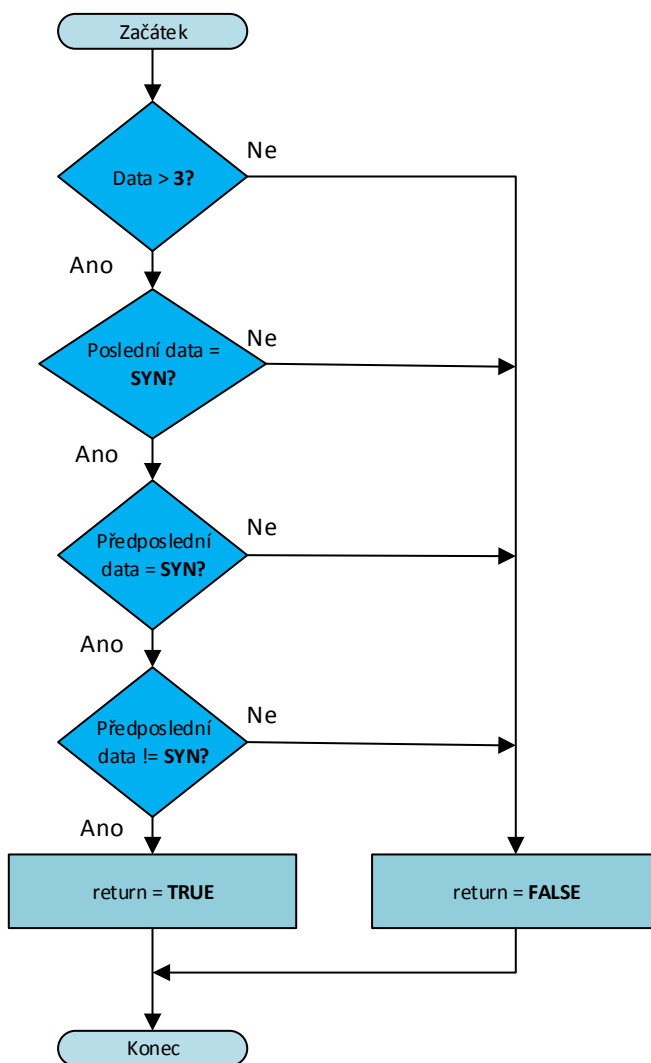 Začátek
Ne
Data > 3?
Ano
Ne
Poslední data =
SYN?
Ano
Ne
Předposlední
data = SYN?
Ano
Ne
Předposlední
data != SYN?
Ano
return = TRUE
return = FALSE
Konec